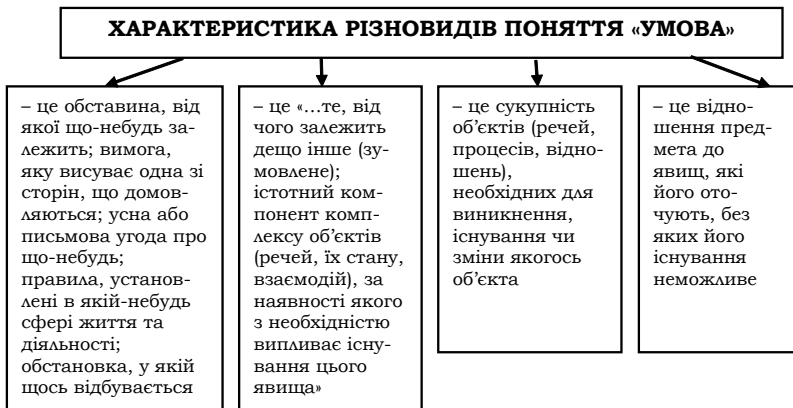 ХАРАКТЕРИСТИКА РІЗНОВИДІВ ПОНЯТТЯ «УМОВА»
– це обставина, від
якої що-небудь за-
лежить; вимога,
яку висуває одна зі
сторін, що домов-
ляються; усна або
письмова угода про
що-небудь;
правила, установ-
лені в якій-небудь
сфері життя та
діяльності;
обстановка, у якій
щось відбувається
– це «...те, від
чого залежить
дещо інше (зу-
мовлене);
істотний ком-
понент комп-
лексу об’єктів
(речей, їх стану,
взаємодій), за
наявності якого
з необхідністю
випливає існу-
вання цього
явища»
– це сукупність
об’єктів (речей,
процесів, відно-
шень),
необхідних для
виникнення,
існування чи
зміни якогось
об’єкта
– це відно-
шення пред-
мета до
явищ, які
його ото-
чують, без
яких його
існування
неможливе